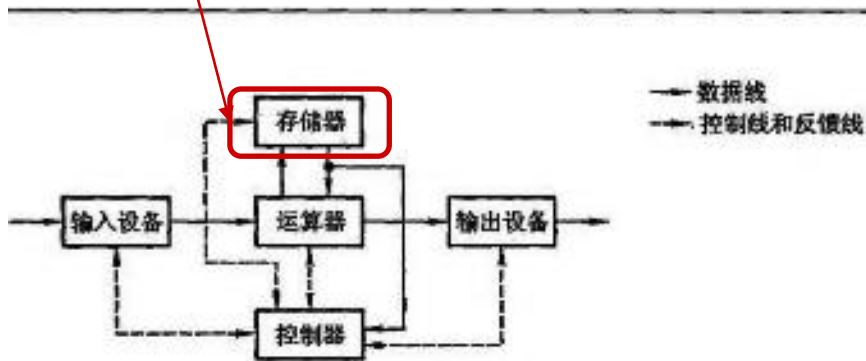 存储器
数据线
控制线和反馈线
输入设备
运算器
输出设备
控制器